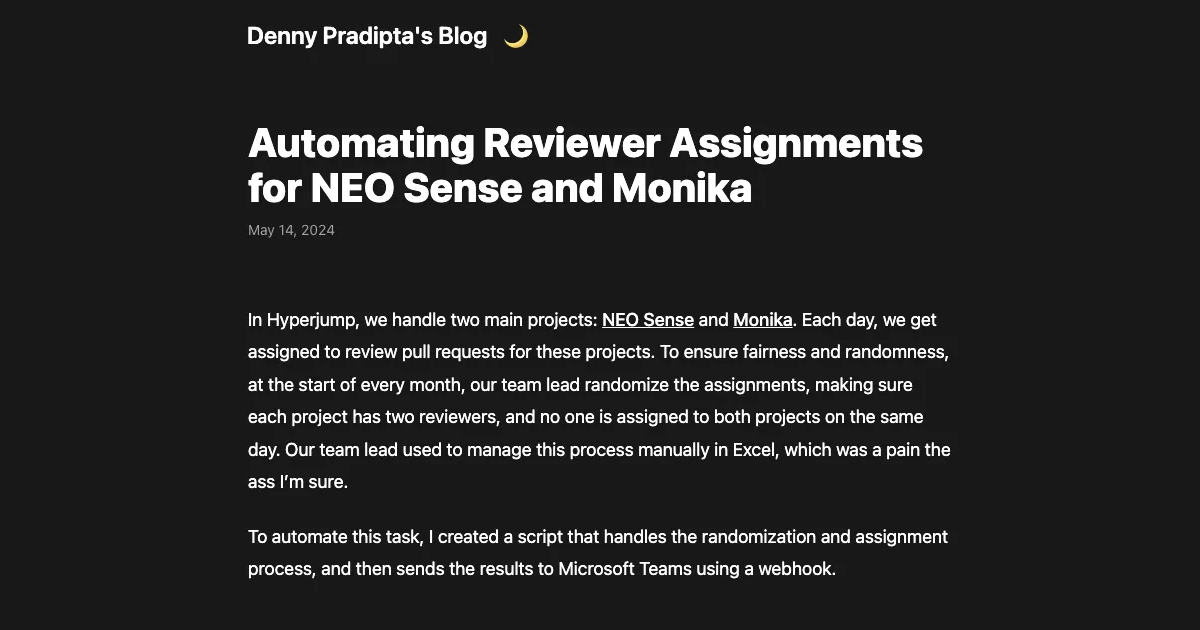 Denny Pradipta's Blog 🌙
Automating Reviewer Assignments
for NEO Sense and Monika
May 14, 2024
In Hyperjump, we handle two main projects: NEO Sense and Monika. Each day, we get
assigned to review pull requests for these projects. To ensure fairness and randomness,
at the start of every month, our team lead randomize the assignments, making sure
each project has two reviewers, and no one is assigned to both projects on the same
day. Our team lead used to manage this process manually in Excel, which was a pain the
ass I’m sure.
To automate this task, I created a script that handles the randomization and assignment
process, and then sends the results to Microsoft Teams using a webhook.